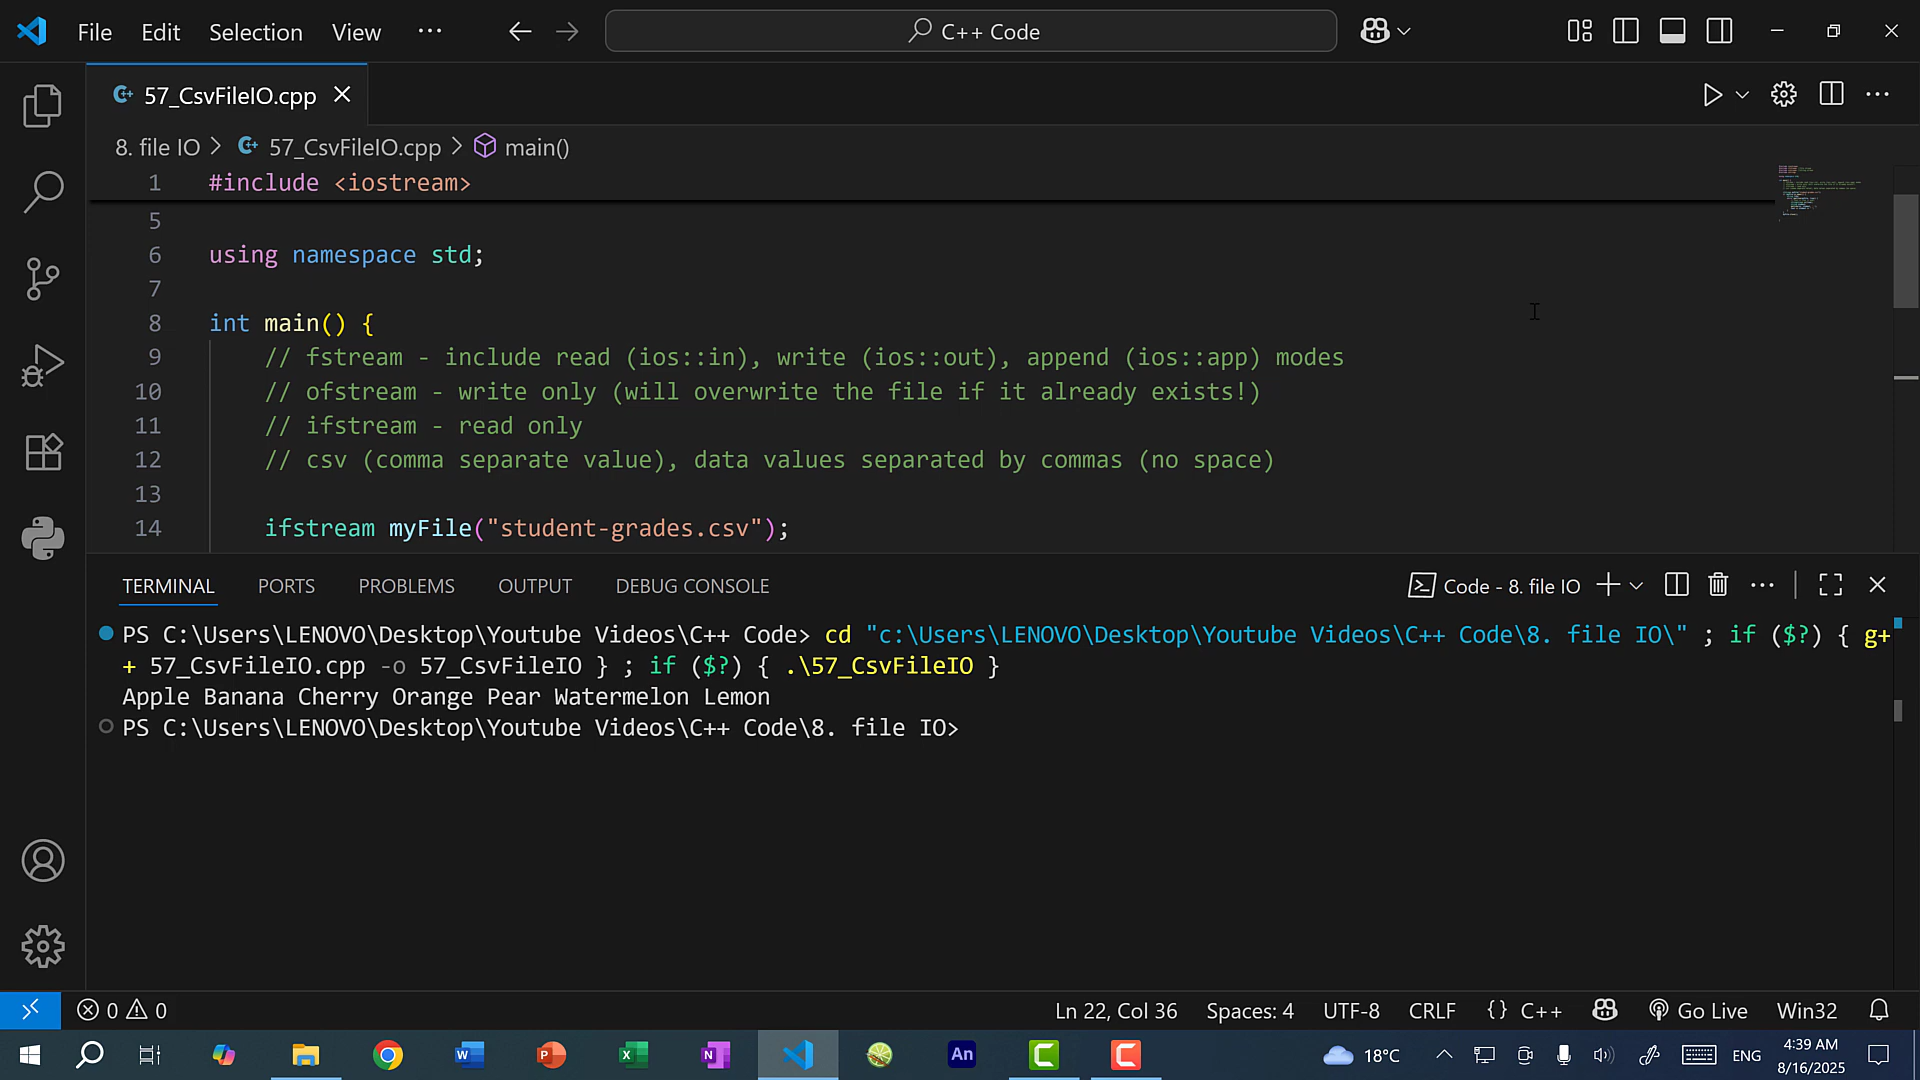 File Edit Selection View ··· C++ Code
57_CsvFileIO.cpp
8. file IO > 57_CsvFileIO.cpp > main()
1 #include <iostream>
5
6 using namespace std;
7
8 int main() {
9 // fstream - include read (ios::in), write (ios::out), append (ios::app) modes
10 // ofstream - write only (will overwrite the file if it already exists!)
11 // ifstream - read only
12 // csv (comma separate value), data values separated by commas (no space)
13
14 ifstream myFile("student-grades.csv");
TERMINAL PORTS PROBLEMS OUTPUT DEBUG CONSOLE Code - 8. file IO
PS C:\Users\LENOVO\Desktop\Youtube Videos\C++ Code> cd "c:\Users\LENOVO\Desktop\Youtube Videos\C++ Code\8. file IO\" ; if ($?) { g+
+ 57_CsvFileIO.cpp -o 57_CsvFileIO } ; if ($?) { .\57_CsvFileIO }
Apple Banana Cherry Orange Pear Watermelon Lemon
PS C:\Users\LENOVO\Desktop\Youtube Videos\C++ Code\8. file IO>
0 0 Ln 22, Col 36 Spaces: 4 UTF-8 CRLF {} C++ Go Live Win32
18°C ENG 4:39 AM
8/16/2025